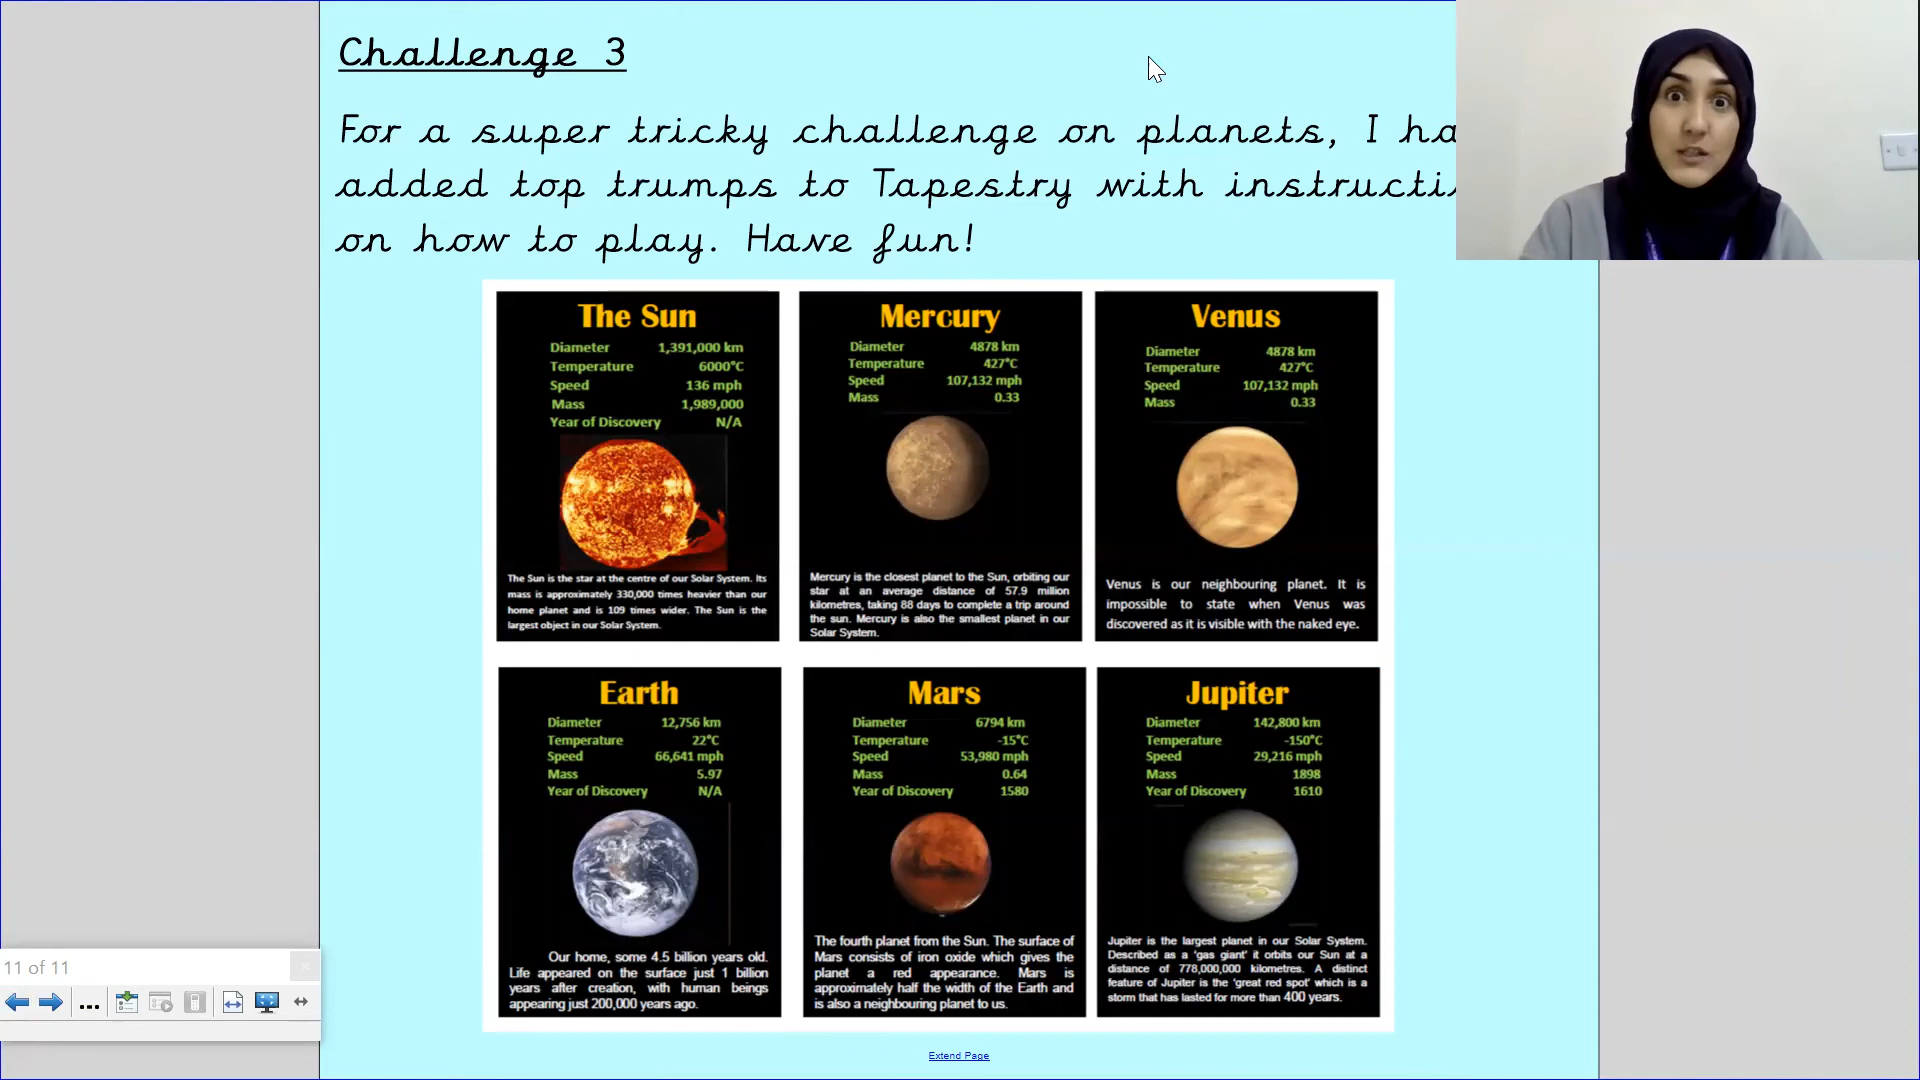 Challenge 3
For a super tricky challenge on planets, I
added top trumps to Tapestry with
on how to play. Have fun!
The Sun
Diameter 1,391,000 km
Temperature 6000°C
Speed 136 mph
Mass 1,989,000
Year of Discovery N/A
The Sun is the star at the centre of our Solar System. Its
mass is approximately 330,000 times heavier than our
home planet and is 109 times wider. The Sun is the
largest object in our Solar System.
Mercury
Diameter 4878 km
Temperature 427°C
Speed 107,132 mph
Mass 0.33
Mercury is the closest planet to the Sun, orbiting our
star at an average distance of 57.9 million
kilometres, taking 88 days to complete a trip around
the sun. Mercury is also the smallest planet in our
Solar System.
Venus
Diameter 4878 km
Temperature 427°C
Speed 107,132 mph
Mass 0.33
Venus is our neighbouring planet. It is
impossible to state when Venus was
discovered as it is visible with the naked eye.
Earth
Diameter 12,756 km
Temperature 22°C
Speed 66,641 mph
Mass 5.97
Year of Discovery N/A
Our home, some 4.5 billion years old.
Life appeared on the surface just 1 billion
years after creation, with human beings
appearing just 200,000 years ago.
Mars
Diameter 6794 km
Temperature -15°C
Speed 53,980 mph
Mass 0.64
Year of Discovery 1580
The fourth planet from the Sun. The surface of
Mars consists of iron oxide which gives the
planet a red appearance. Mars is
approximately half the width of the Earth and
is also a neighbouring planet to us.
Jupiter
Diameter 142,800 km
Temperature -150°C
Speed 29,216 mph
Mass 1898
Year of Discovery 1610
Jupiter is the largest planet in our Solar System.
Described as a 'gas giant' it orbits our Sun at a
distance of 778,000,000 kilometres. A distinct
feature of Jupiter is the 'great red spot' which is a
storm that has lasted for more than 400 years.
11 of 11
Extend Page